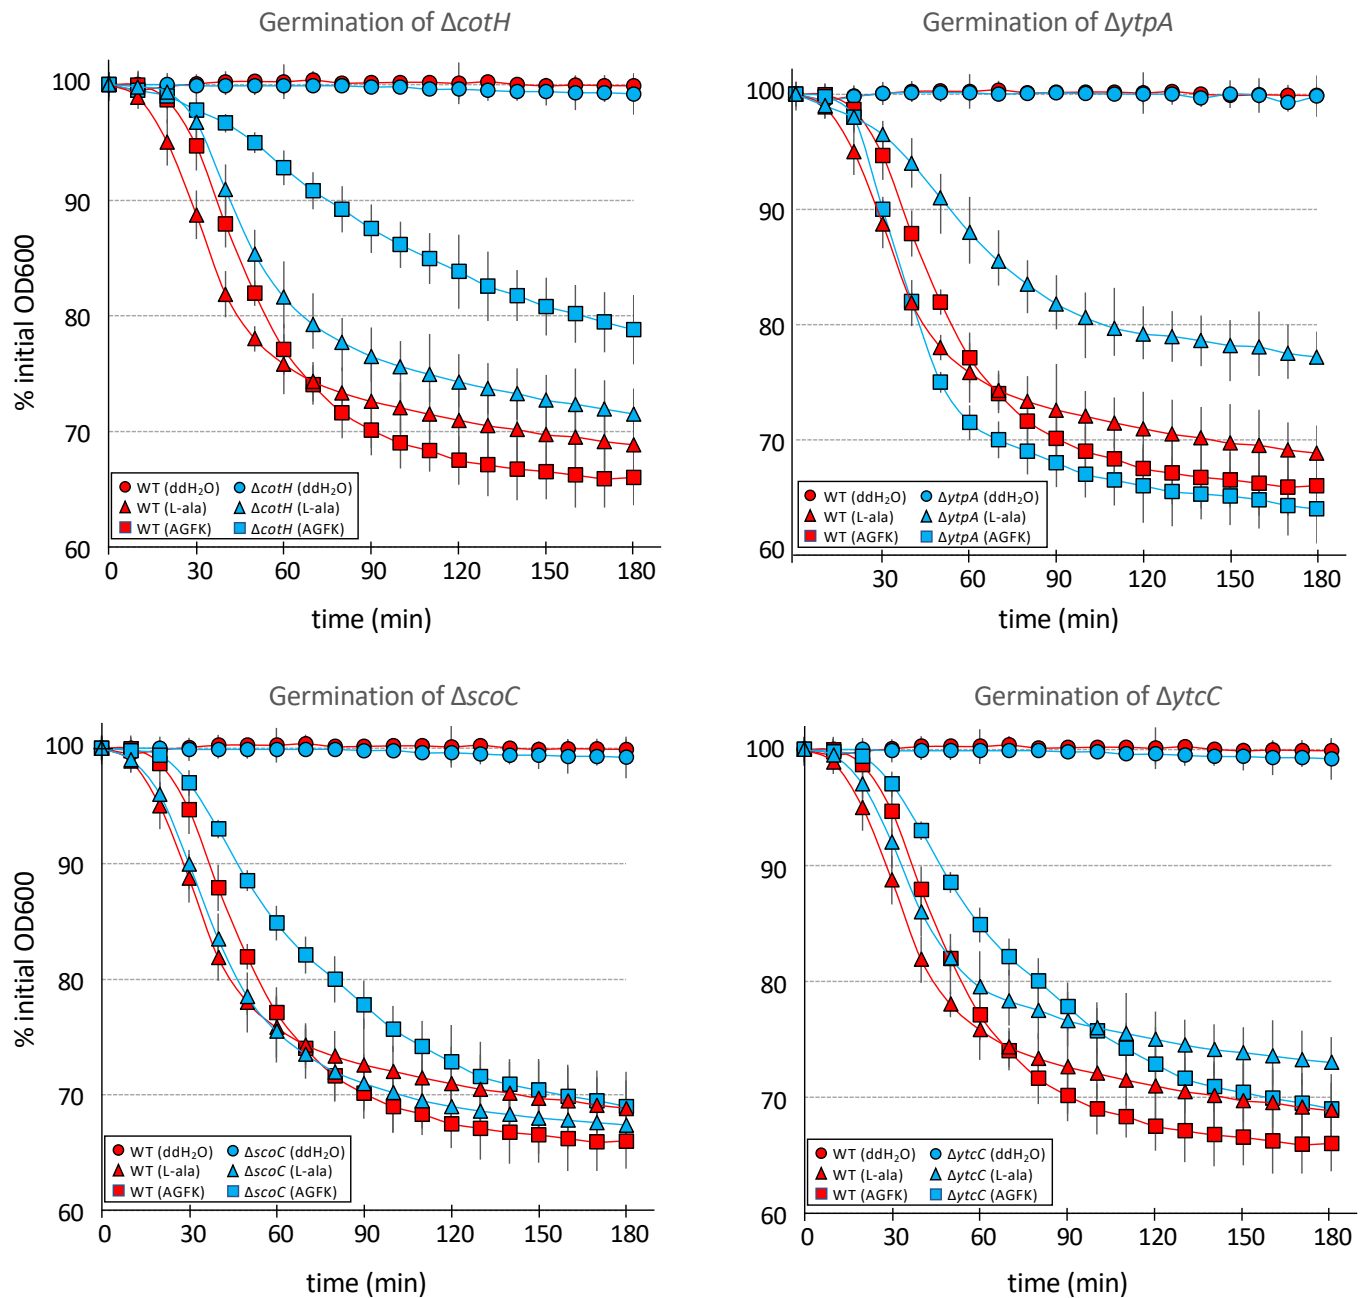 Germination of ΔcotH
100
90
80
70
60
% initial OD600
WT (ddH₂O) ΔcotH (ddH₂O)
WT (L-ala) ΔcotH (L-ala)
WT (AGFK) ΔcotH (AGFK)
0 30 60 90 120 150 180
time (min)
Germination of ΔytpA
100
90
80
70
60
WT (ddH₂O) ΔytpA (ddH₂O)
WT (L-ala) ΔytpA (L-ala)
WT (AGFK) ΔytpA (AGFK)
30 60 90 120 150 180
time (min)
Germination of ΔscoC
100
90
80
70
60
% initial OD600
WT (ddH₂O) ΔscoC (ddH₂O)
WT (L-ala) ΔscoC (L-ala)
WT (AGFK) ΔscoC (AGFK)
0 30 60 90 120 150 180
time (min)
Germination of ΔytcC
100
90
80
70
60
WT (ddH₂O) ΔytcC (ddH₂O)
WT (L-ala) ΔytcC (L-ala)
WT (AGFK) ΔytcC (AGFK)
0 30 60 90 120 150 180
time (min)